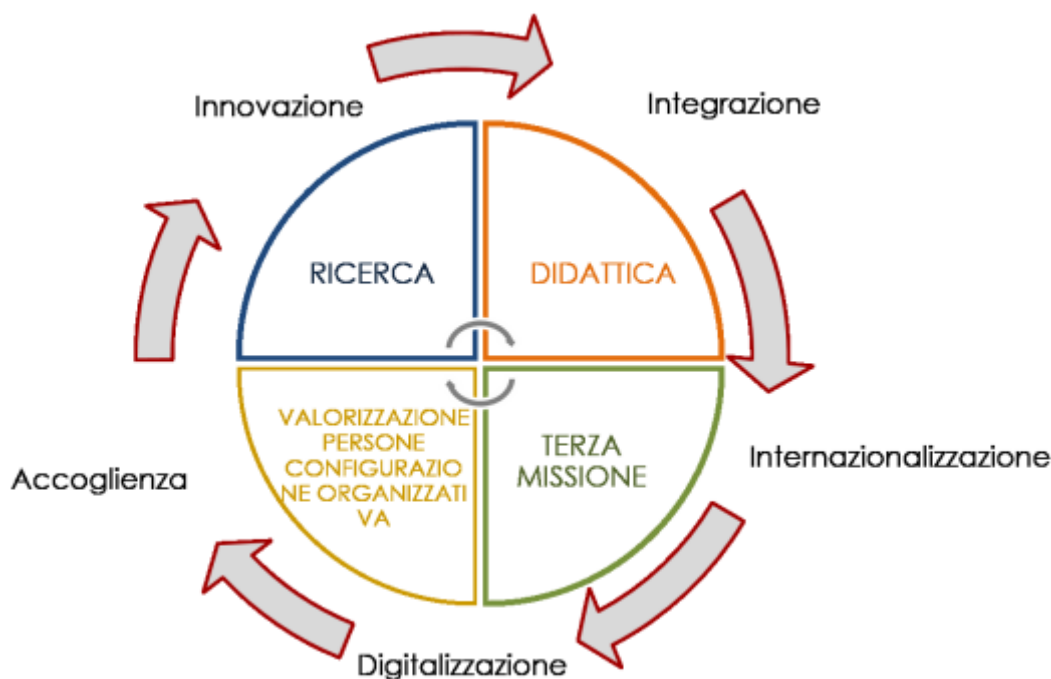 Innovazione
Integrazione
RICERCA
DIDATTICA
VALORIZZAZIONE
PERSONE
CONFIGURAZIO
NE ORGANIZZATI
VA
TERZA
MISSIONE
Internazionalizzazione
Accoglienza
Digitalizzazione